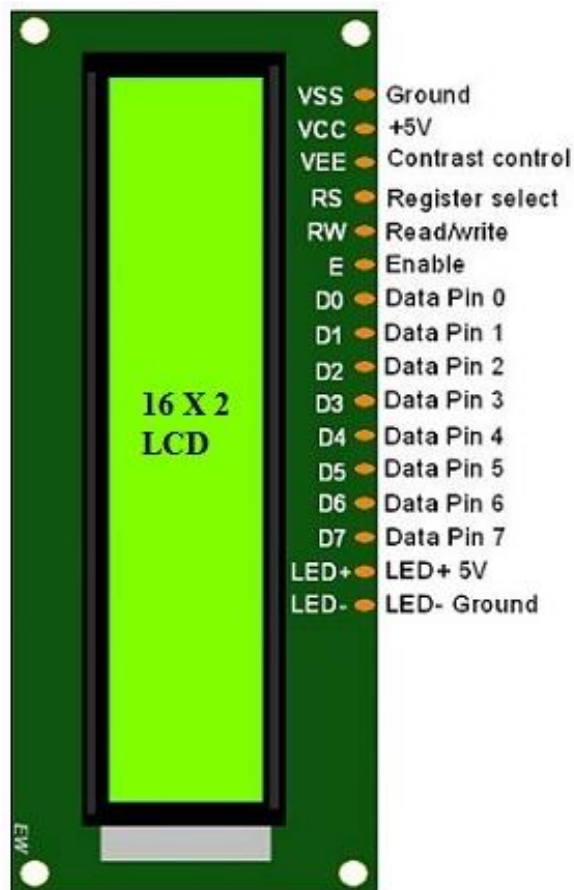 VSS Ground
VCC +5V
VEE Contrast control
RS Register select
RW Read/write
E Enable
D0 Data Pin 0
D1 Data Pin 1
D2 Data Pin 2
D3 Data Pin 3
16 X 2
LCD
D4 Data Pin 4
D5 Data Pin 5
D6 Data Pin 6
D7 Data Pin 7
LED+ LED+ 5V
LED- LED- Ground
EW